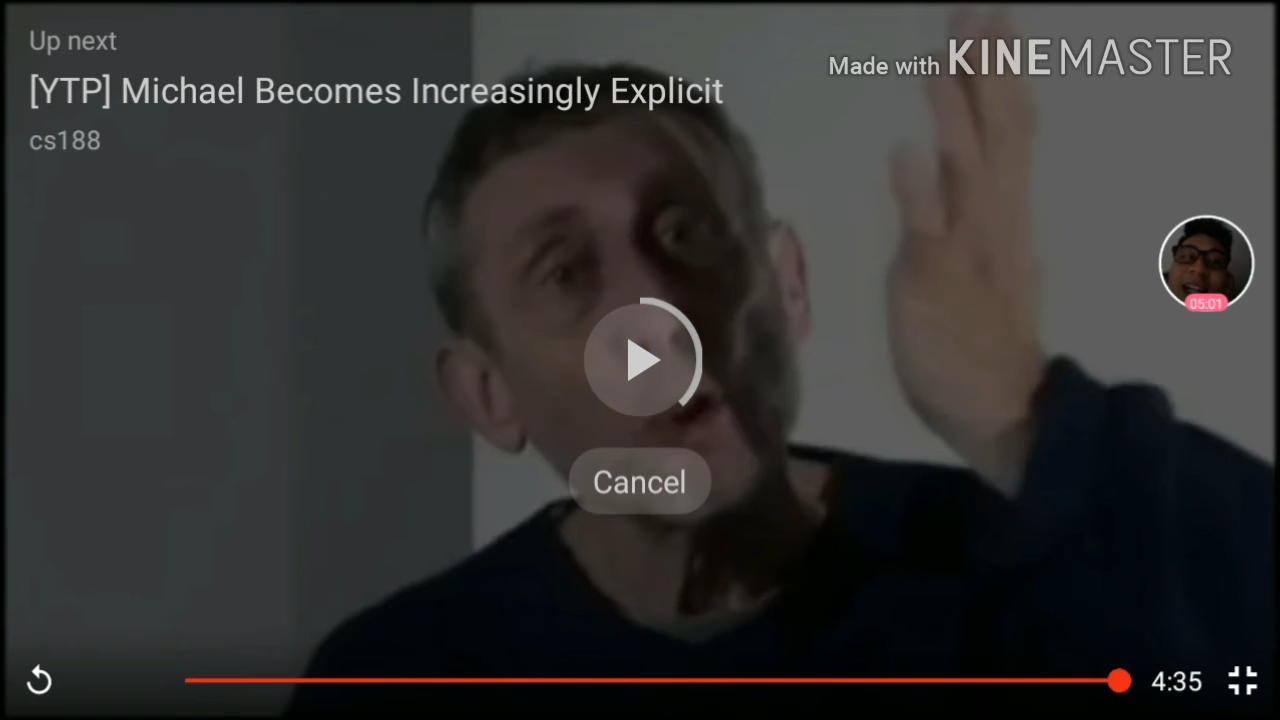 Up next
Made with KINEMASTER
[YTP] Michael Becomes Increasingly Explicit
cs188
05:01
Cancel
4:35